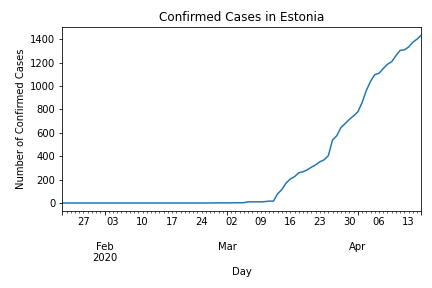 Confirmed Cases in Estonia
1400
1200
1000
800
600
400
200
0
Number of Confirmed Cases
27 03 10 17 24 02 09 16 23 30 06 13
Feb Mar Apr
2020
Day